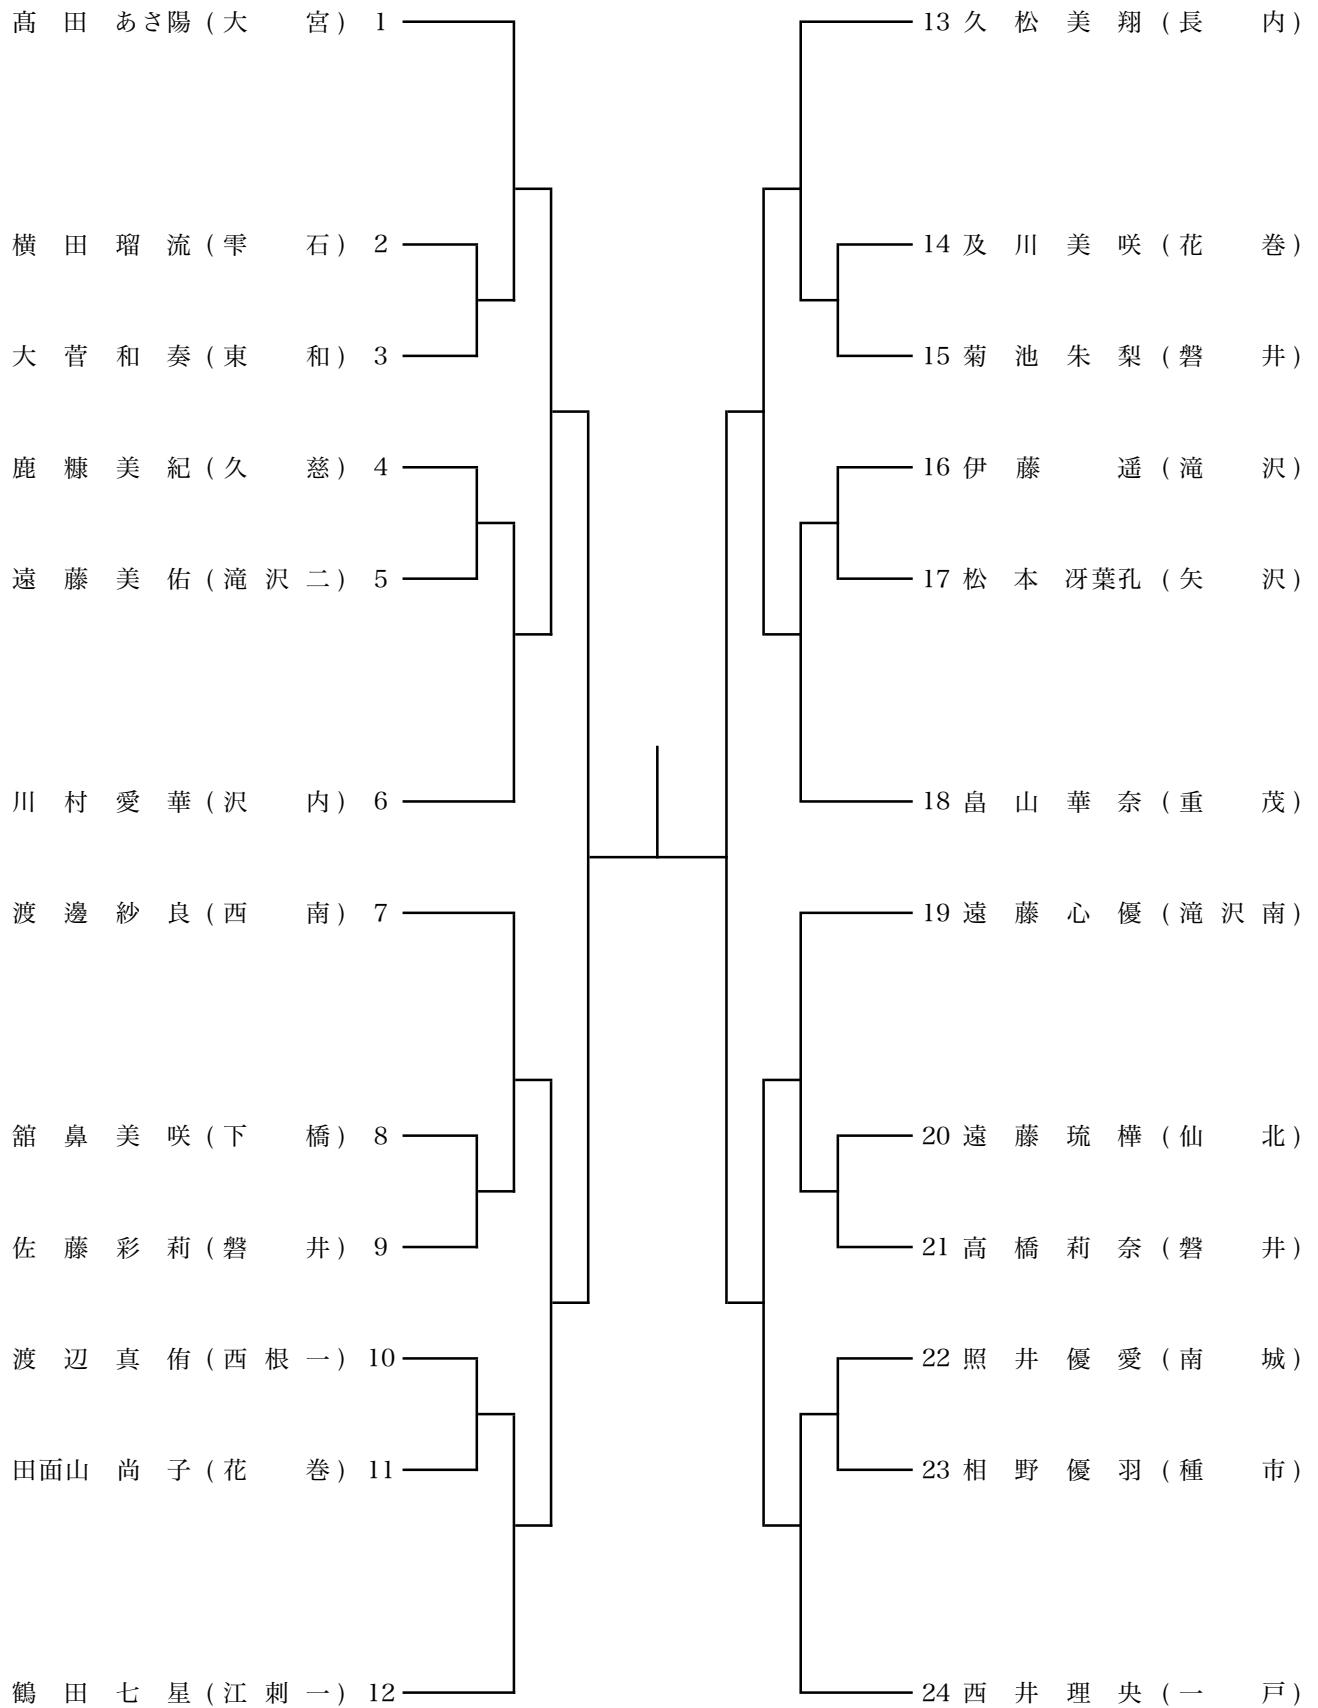 髙田 あさ陽 (大宮) 1
横田 瑠流 (雫石) 2
大菅 和奏 (東和) 3
鹿糠 美紀 (久慈) 4
遠藤 美佑 (滝沢二) 5
川村 愛華 (沢内) 6
渡邊 紗良 (西南) 7
舘鼻 美咲 (下橋) 8
佐藤 彩莉 (磐井) 9
渡辺 真侑 (西根一) 10
田面山 尚子 (花巻) 11
鶴田 七星 (江刺一) 12
13 久松 美翔 (長内)
14 及川 美咲 (花巻)
15 菊池 朱梨 (磐井)
16 伊藤 遥 (滝沢)
17 松本 冴葉孔 (矢沢)
18 畠山 華奈 (重茂)
19 遠藤 心優 (滝沢南)
20 遠藤 琉樺 (仙北)
21 高橋 莉奈 (磐井)
22 照井 優愛 (南城)
23 相野 優羽 (種市)
24 西井 理央 (一戸)